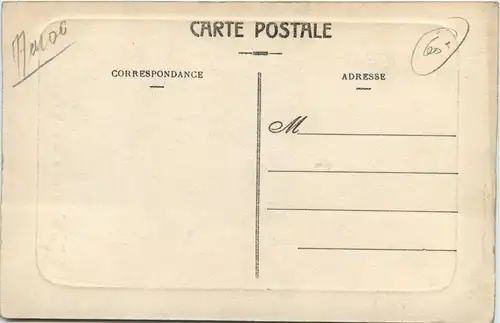 CARTE POSTALE
Maroc
60-
CORRESPONDANCE
ADRESSE
M